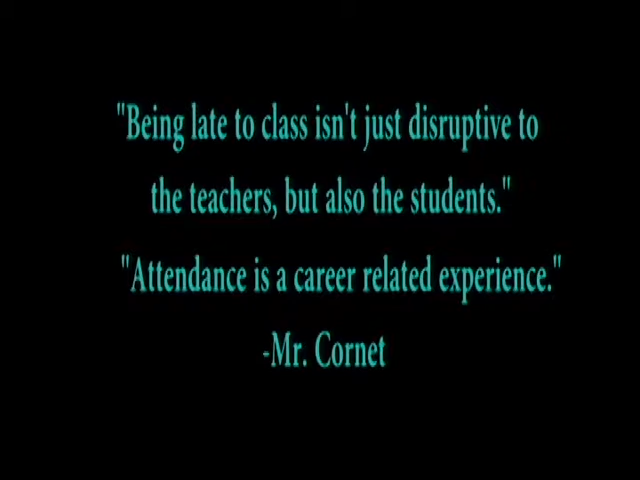 "Being late to class isn't just disruptive to
the teachers, but also the students."
"Attendance is a career related experience."
-Mr. Cornet